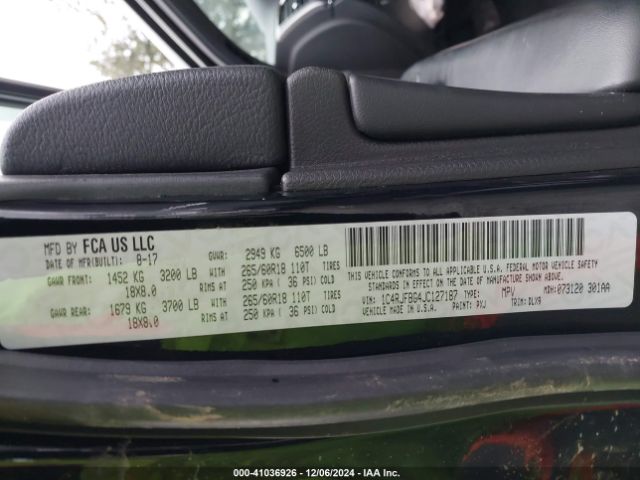 MFD BY FCA US LLC
DATE OF MFR(BUILT): 8-17 GVWR: 2949 KG 6500 LB
GAWR FRONT: 1452 KG 3200 LB WITH 265/60R18 110T TIRES
18X8.0 RIMS AT 250 KPA ( 36 PSI) COLD
GAWR REAR: 1679 KG 3700 LB WITH 265/60R18 110T TIRES
18X8.0 RIMS AT 250 KPA ( 36 PSI) COLD
THIS VEHICLE CONFORMS TO ALL APPLICABLE U.S.A. FEDERAL MOTOR VEHICLE SAFETY
STANDARDS IN EFFECT ON THE DATE OF MANUFACTURE SHOWN ABOVE
VIN: 1C4RJFBG4JC127187 TYPE: MPV MDH: 073120 301AA
VEHICLE MADE IN U.S.A. PAINT: PXJ TRIM: DLX9
000-41036926 - 12/06/2024 - IAA Inc.